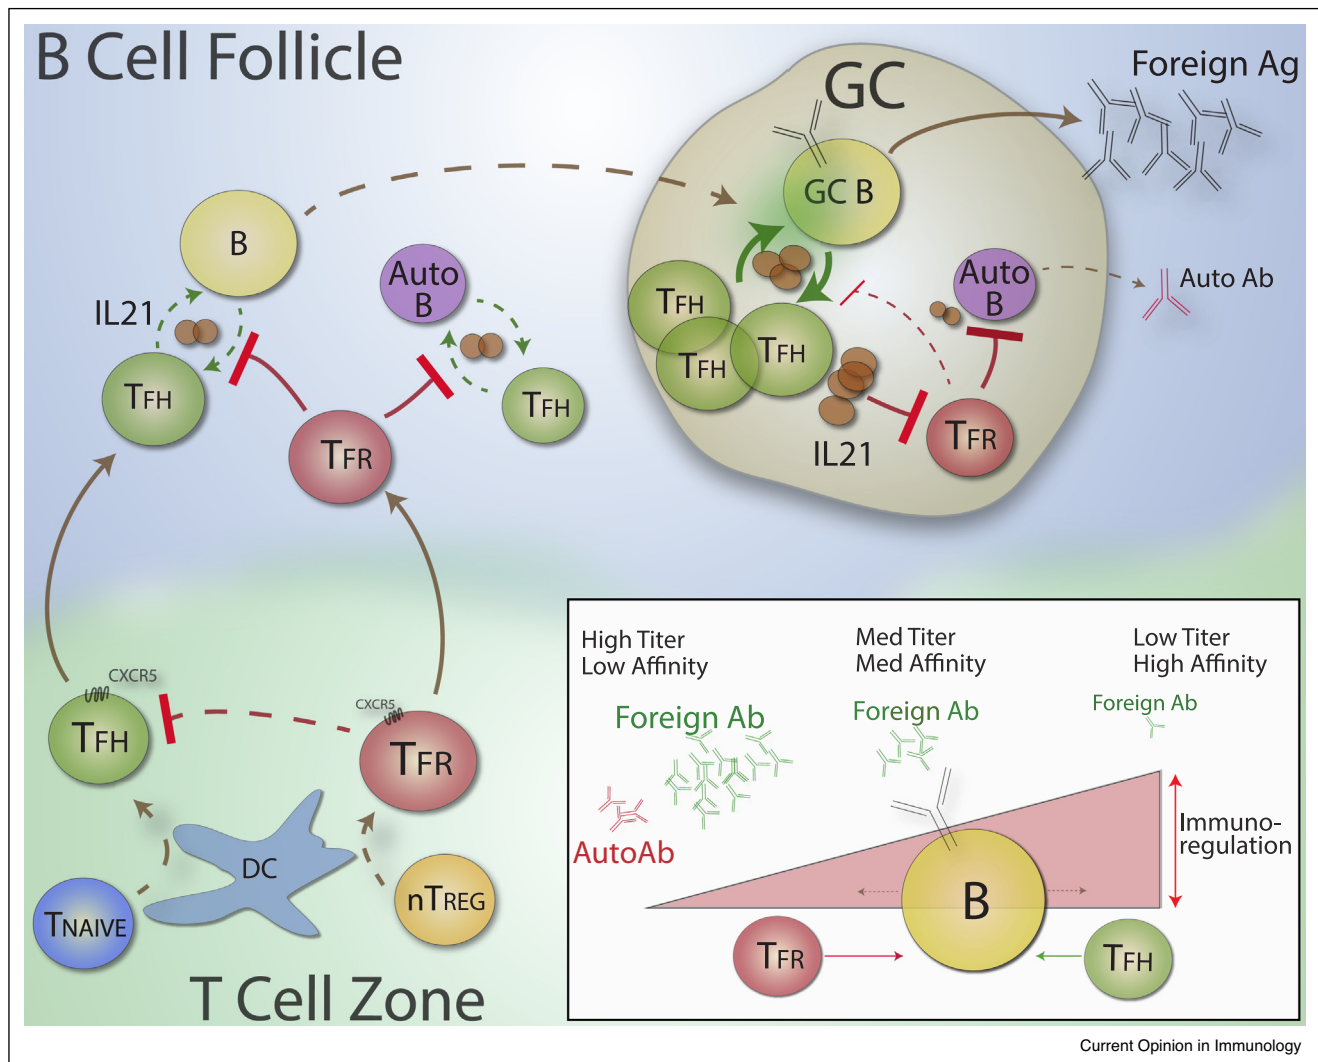 B Cell Follicle
GC
Foreign Ag
GC B
B
Auto
B
IL21
TFH
TFH
TFR
TFH
TFH
TFH
Auto
B
Auto Ab
IL21
TFR
CXCR5
TFH
CXCR5
TFR
DC
TNAIVE
nTREG
T Cell Zone
High Titer
Low Affinity
Med Titer
Med Affinity
Low Titer
High Affinity
Foreign Ab
Foreign Ab
Foreign Ab
AutoAb
Immuno-
regulation
B
TFR
TFH
Current Opinion in Immunology